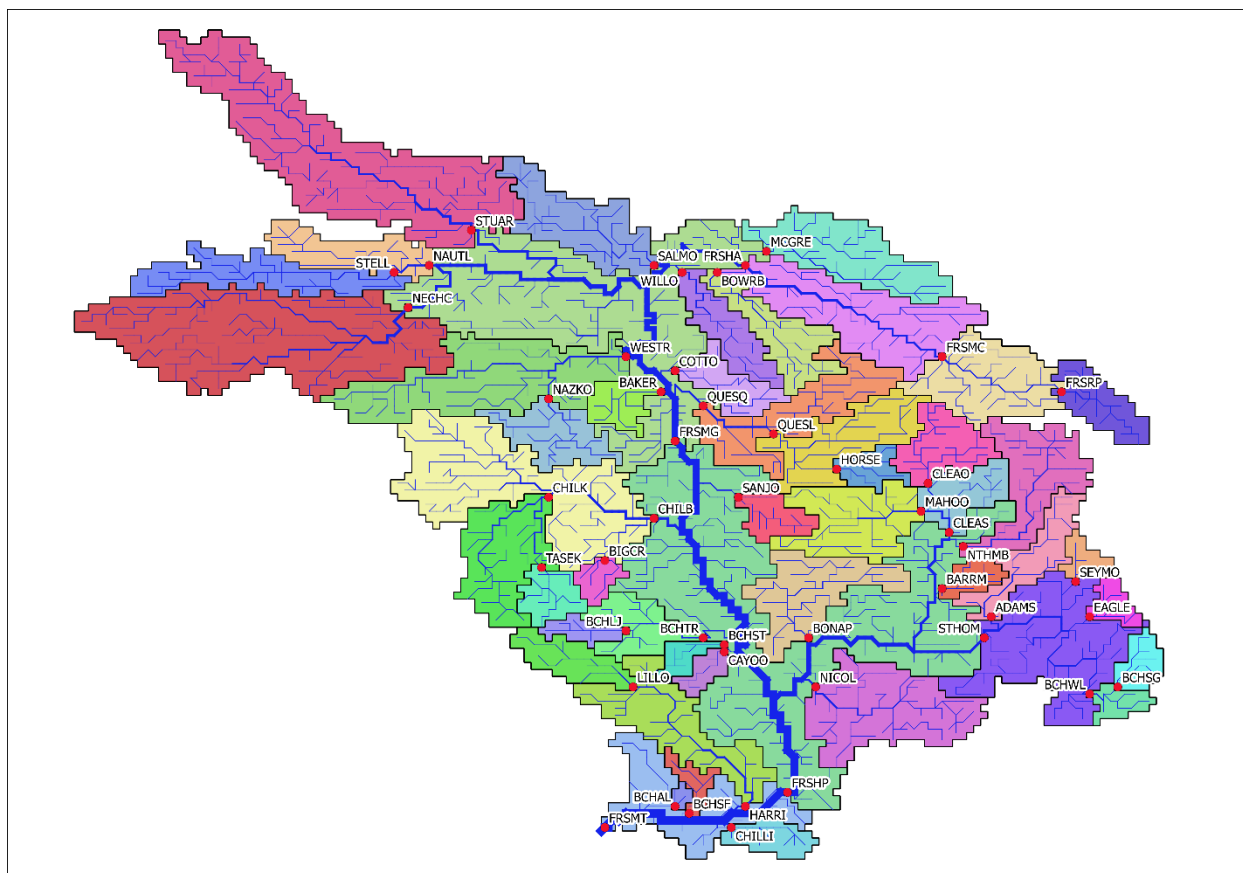 STUAR
MCGRE
SALMO
FRSHA
NAUTL
STELL
WILLO
BOWRB
NECHC
WESTR
FRSMC
COTTO
BAKER
FRSRP
NAZKO
QUESQ
QUESL
FRSMG
HORSE
CLEAO
CHILK
SANJO
MAHOO
CHILB
CLEAS
NTHMB
TASEK
BIGCR
BARRM
SEYMO
ADAMS
EAGLE
BCHLJ
BCHTR
BCHST
BONAP
STHOM
CAYOO
LILLO
NICOL
BCHWL
BCHSG
FRSHP
BCHAL
BCHSF
HARRI
FRSMT
CHILLI